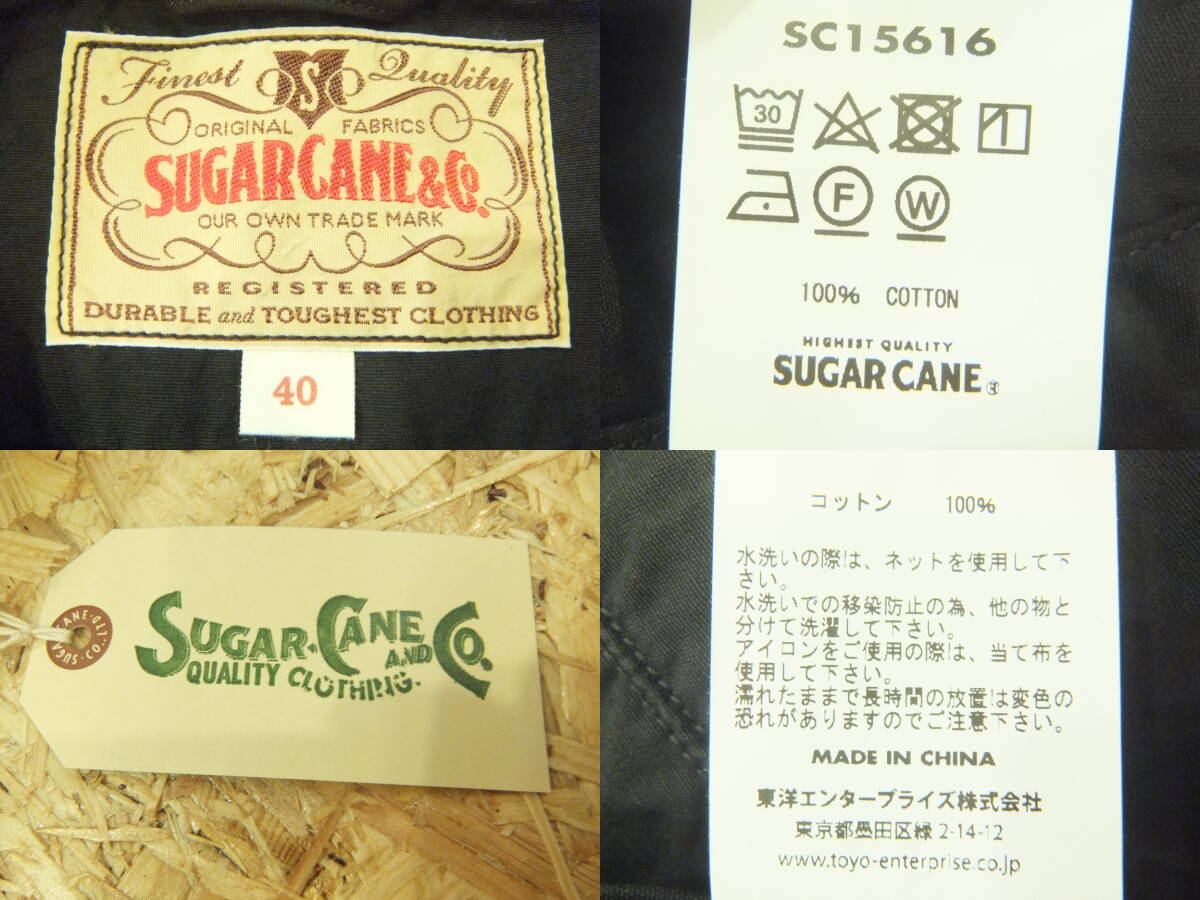 Finest Quality
S
ORIGINAL FABRICS
SUGAR CANE & Co.
OUR OWN TRADE MARK
REGISTERED
DURABLE and TOUGHEST CLOTHING
40
SC15616
30
F
W
100% COTTON
HIGHEST QUALITY
SUGAR CANE ®
SUGAR CANE AND CO.
QUALITY CLOTHING.
コットン 100%
水洗いの際は、ネットを使用して下
さい。
水洗いでの移染防止の為、他の物と
分けて洗濯して下さい。
アイロンをご使用の際は、当て布を
使用して下さい。
濡れたままで長時間の放置は変色の
恐れがありますのでご注意下さい。
MADE IN CHINA
東洋エンタープライズ株式会社
東京都墨田区緑 2-14-12
www.toyo-enterprise.co.jp